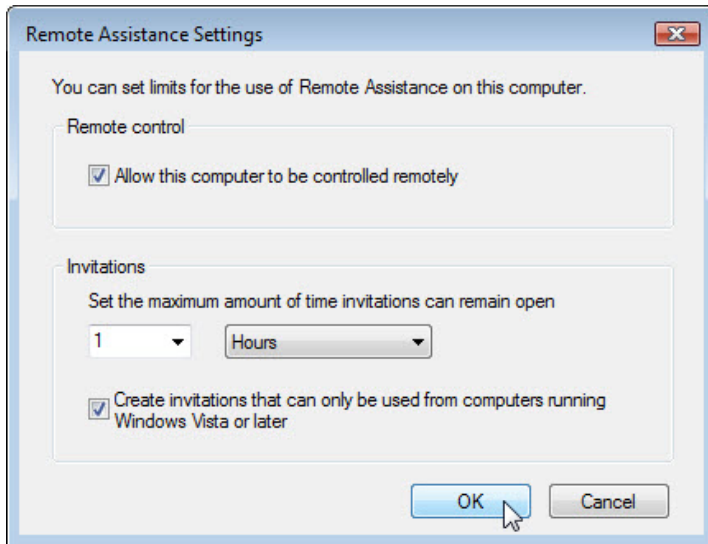 Remote Assistance Settings
You can set limits for the use of Remote Assistance on this computer.
Remote control
Allow this computer to be controlled remotely
Invitations
Set the maximum amount of time invitations can remain open
1 Hours
Create invitations that can only be used from computers running
Windows Vista or later
OK Cancel